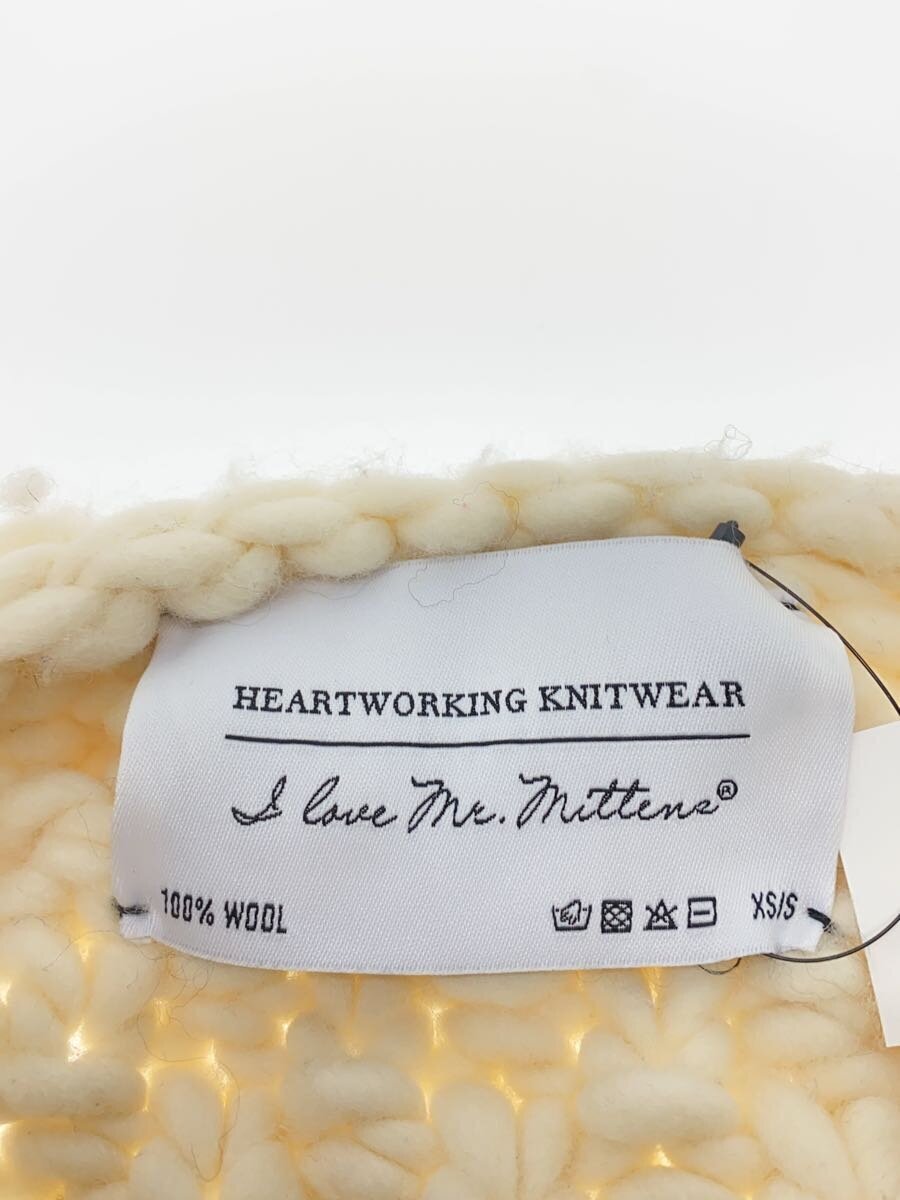 HEARTWORKING KNITWEAR
I love Mr. Mittens®
100% WOOL XS/S